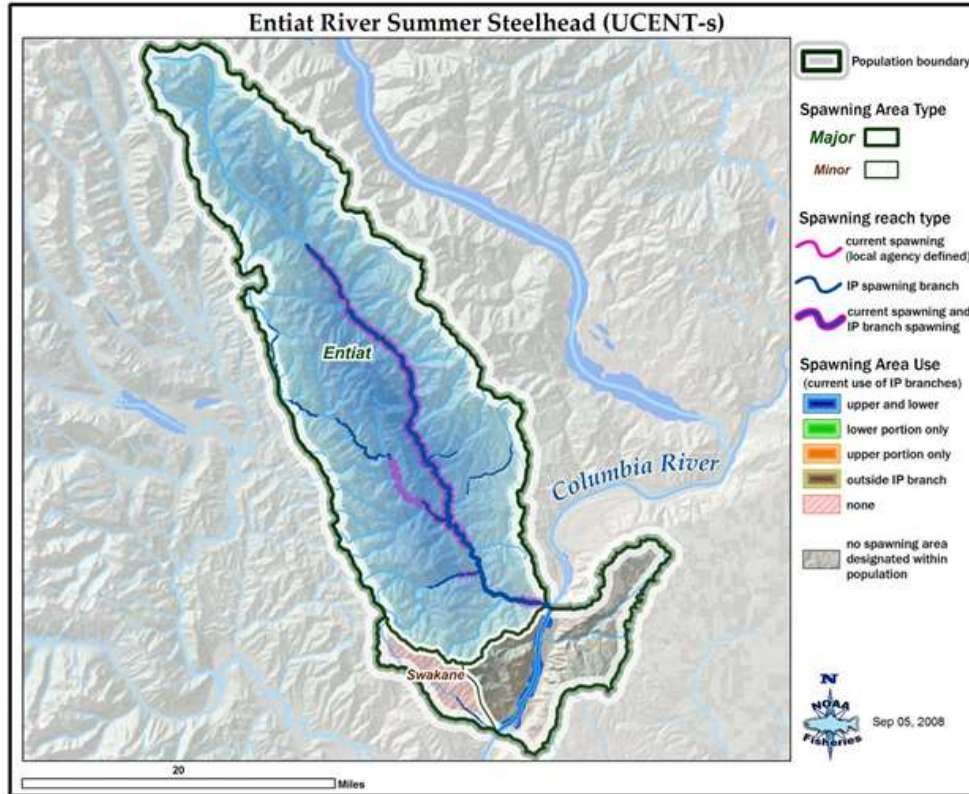 Entiat River Summer Steelhead (UCENT-s)
Population boundary
Spawning Area Type
Major
Minor
Spawning reach type
current spawning
(local agency defined)
IP spawning branch
current spawning and
IP branch spawning
Spawning Area Use
(current use of IP branches)
upper and lower
lower portion only
upper portion only
outside IP branch
none
no spawning area
designated within
population
Entiat
Columbia River
Swakane
N
NOAA
Fisheries
Sep 05, 2008
20
Miles